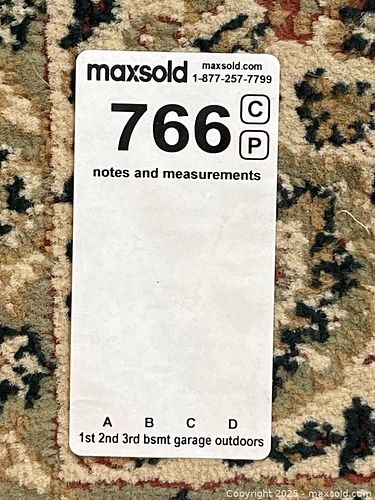 maxsold maxsold.com
1-877-257-7799
766 C
P
notes and measurements
A B C D
1st 2nd 3rd bsmt garage outdoors
Copyright 2025 - maxsold.com